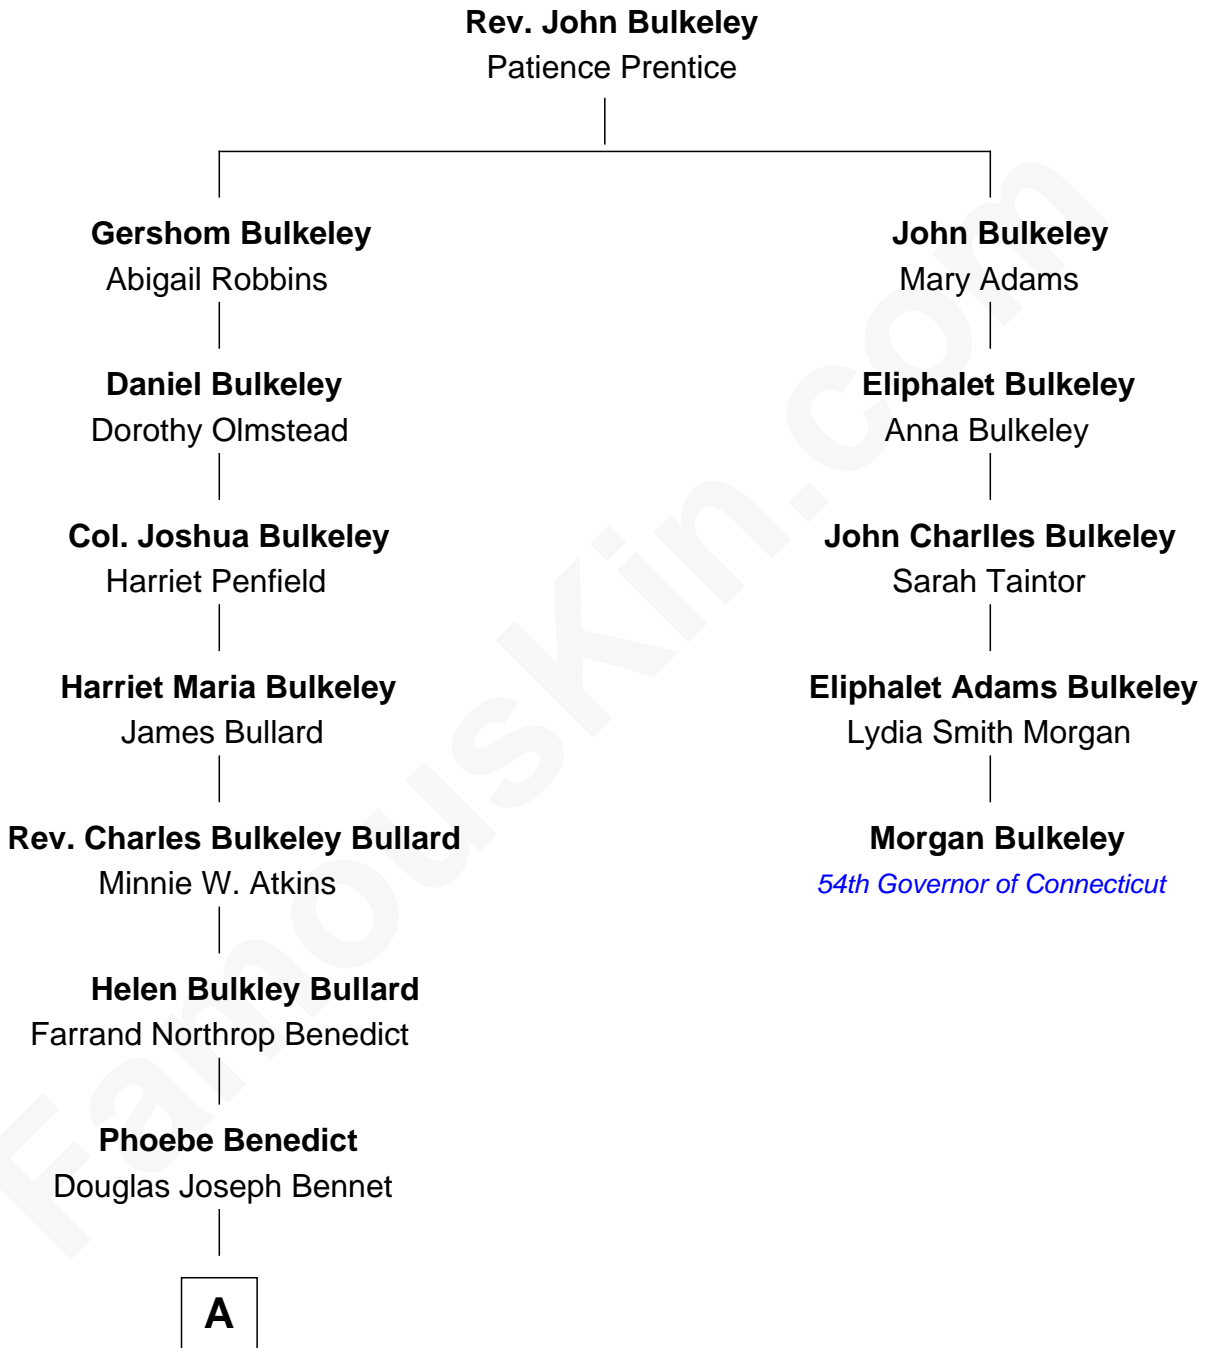 Rev. John Bulkeley
Patience Prentice
Gershom Bulkeley
Abigail Robbins
John Bulkeley
Mary Adams
Daniel Bulkeley
Dorothy Olmstead
Eliphalet Bulkeley
Anna Bulkeley
Col. Joshua Bulkeley
Harriet Penfield
John Charlles Bulkeley
Sarah Taintor
Harriet Maria Bulkeley
James Bullard
Eliphalet Adams Bulkeley
Lydia Smith Morgan
Rev. Charles Bulkeley Bullard
Minnie W. Atkins
Morgan Bulkeley
54th Governor of Connecticut
Helen Bulkley Bullard
Farrand Northrop Benedict
Phoebe Benedict
Douglas Joseph Bennet
A
FamousKin.com